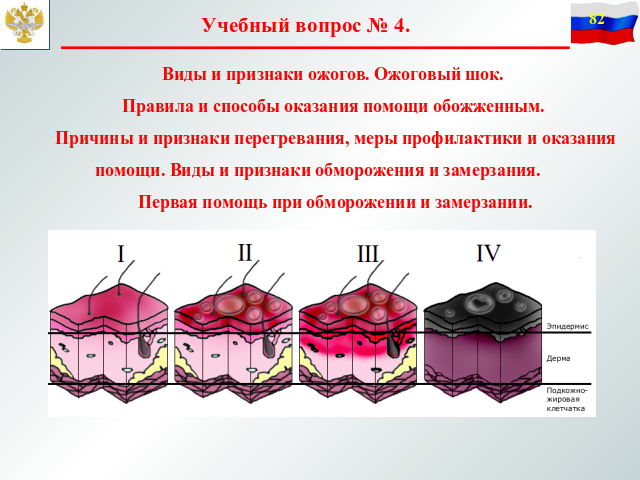 Учебный вопрос № 4.
82
Виды и признаки ожогов. Ожоговый шок.
Правила и способы оказания помощи обожженным.
Причины и признаки перегревания, меры профилактики и оказания
помощи. Виды и признаки обморожения и замерзания.
Первая помощь при обморожении и замерзании.
I II III IV
Эпидермис
Дерма
Подкожно-
жировая
клетчатка